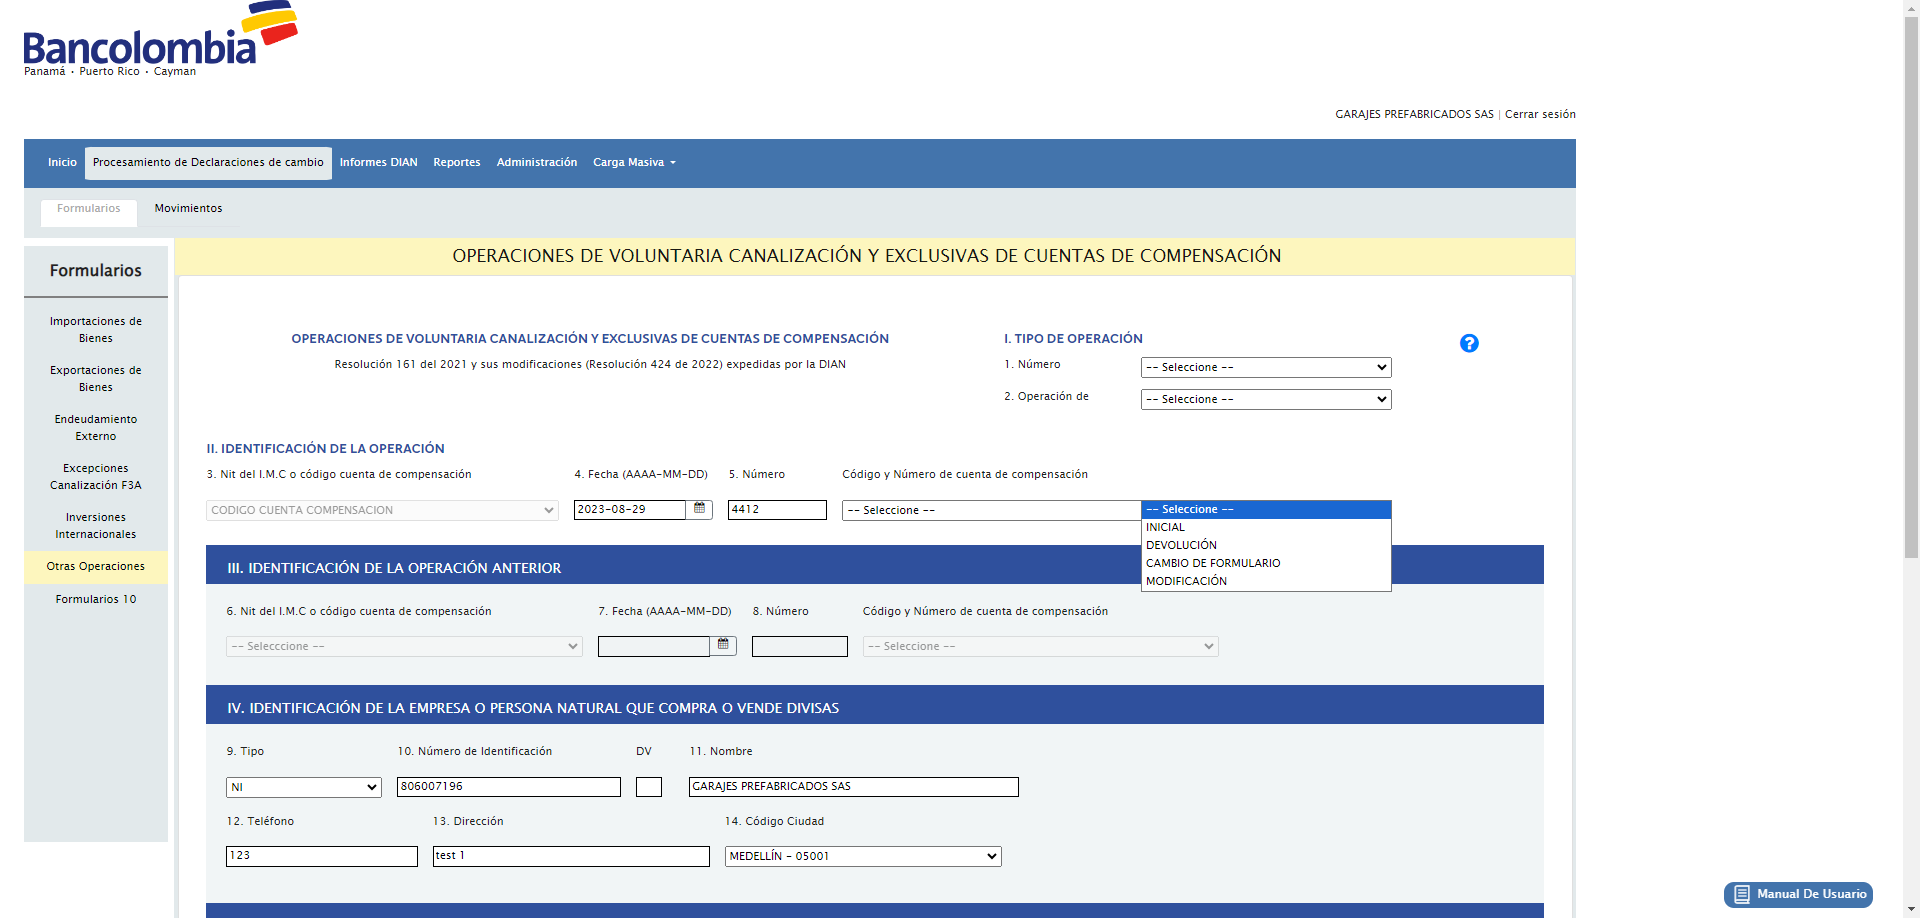 Bancolombia
Panamá · Puerto Rico · Cayman
GARAJES PREFABRICADOS SAS | Cerrar sesión
Inicio Procesamiento de Declaraciones de cambio Informes DIAN Reportes Administración Carga Masiva
Formularios Movimientos
Formularios
Importaciones de
Bienes
Exportaciones de
Bienes
Endeudamiento
Externo
Excepciones
Canalización F3A
Inversiones
Internacionales
Otras Operaciones
Formularios 10
OPERACIONES DE VOLUNTARIA CANALIZACIÓN Y EXCLUSIVAS DE CUENTAS DE COMPENSACIÓN
OPERACIONES DE VOLUNTARIA CANALIZACIÓN Y EXCLUSIVAS DE CUENTAS DE COMPENSACIÓN
Resolución 161 del 2021 y sus modificaciones (Resolución 424 de 2022) expedidas por la DIAN
I. TIPO DE OPERACIÓN
?
1. Número -- Seleccione --
2. Operación de -- Seleccione --
II. IDENTIFICACIÓN DE LA OPERACIÓN
3. Nit del I.M.C o código cuenta de compensación 4. Fecha (AAAA-MM-DD) 5. Número Código y Número de cuenta de compensación
CODIGO CUENTA COMPENSACION 2023-08-29 4412 -- Seleccione --
-- Seleccione --
INICIAL
DEVOLUCIÓN
CAMBIO DE FORMULARIO
MODIFICACIÓN
III. IDENTIFICACIÓN DE LA OPERACIÓN ANTERIOR
6. Nit del I.M.C o código cuenta de compensación 7. Fecha (AAAA-MM-DD) 8. Número Código y Número de cuenta de compensación
-- Selecccione -- -- Seleccione --
IV. IDENTIFICACIÓN DE LA EMPRESA O PERSONA NATURAL QUE COMPRA O VENDE DIVISAS
9. Tipo 10. Número de Identificación DV 11. Nombre
NI 806007196 GARAJES PREFABRICADOS SAS
12. Teléfono 13. Dirección 14. Código Ciudad
123 test 1 MEDELLÍN - 05001
Manual De Usuario